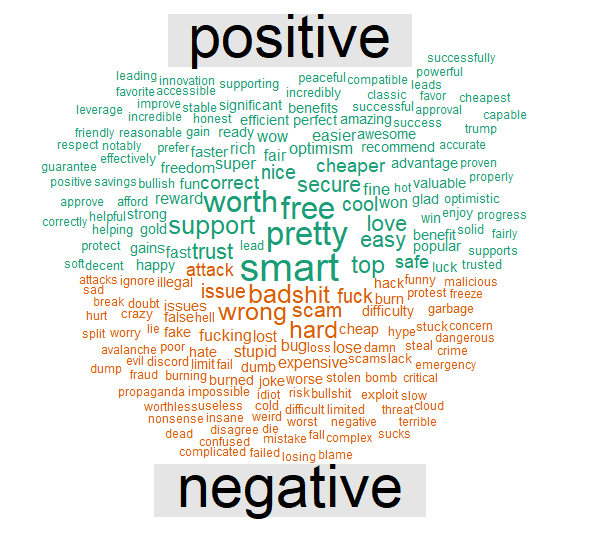 positive
successfully
leading innovation supporting peaceful compatible powerful
favorite accessible incredibly classic favor leads cheapest
leverage improve stable significant benefits successful approval capable
incredible honest efficient perfect amazing success trump
friendly reasonable gain ready wow easier awesome
respect notably prefer faster rich optimism recommend accurate
effectively freedom super fair cheaper advantage proven
guarantee nice properly
positive savings bullish fun correct secure fine hot valuable
approve afford reward worth free cool won glad optimistic
helpful strong win enjoy progress
correctly helping gold support pretty love benefit solid fairly
protect gains fast trust lead easy popular supports
soft decent happy smart top safe luck trusted
attack
attacks ignore illegal issue badshit fuck hack funny malicious
sad burn protest freeze
break doubt issues wrong scam difficulty garbage
hurt crazy false hell hard
split worry lie fake fucking lost cheap hype stuck concern
avalanche poor hate stupid bug loss lose damn steal dangerous
crime
evil discord limit fail dumb expensive scams lack emergency
dump fraud burning burned joke worse stolen bomb critical
propaganda impossible idiot risk bullshit exploit slow
worthless useless cold difficult limited threat cloud
nonsense insane weird worst negative terrible
dead disagree die mistake fall complex sucks
confused
complicated failed losing blame
negative